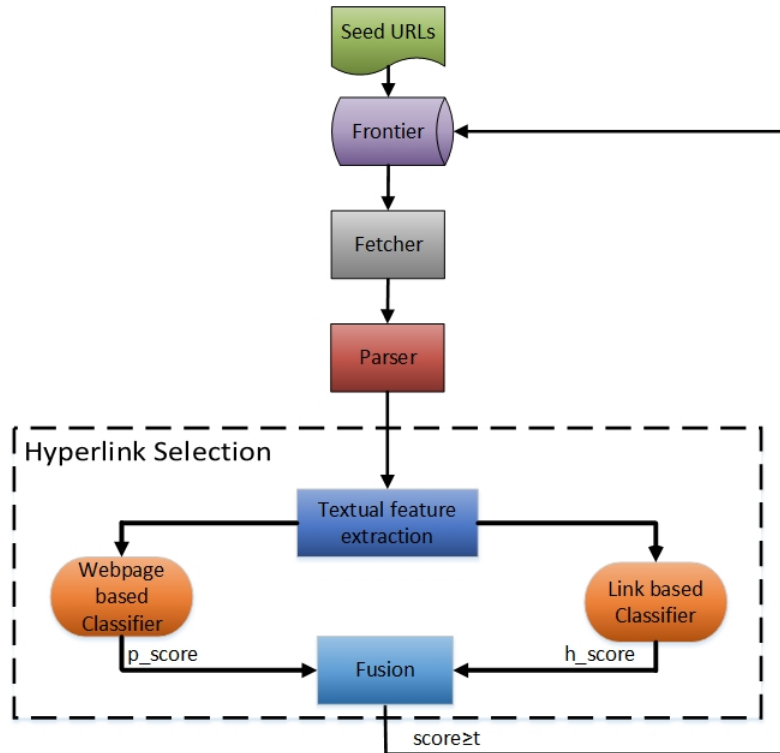 Seed URLs
Frontier
Fetcher
Parser
Hyperlink Selection
Textual feature
extraction
Webpage
based
Classifier
Link based
Classifier
p_score
h_score
Fusion
score≥t